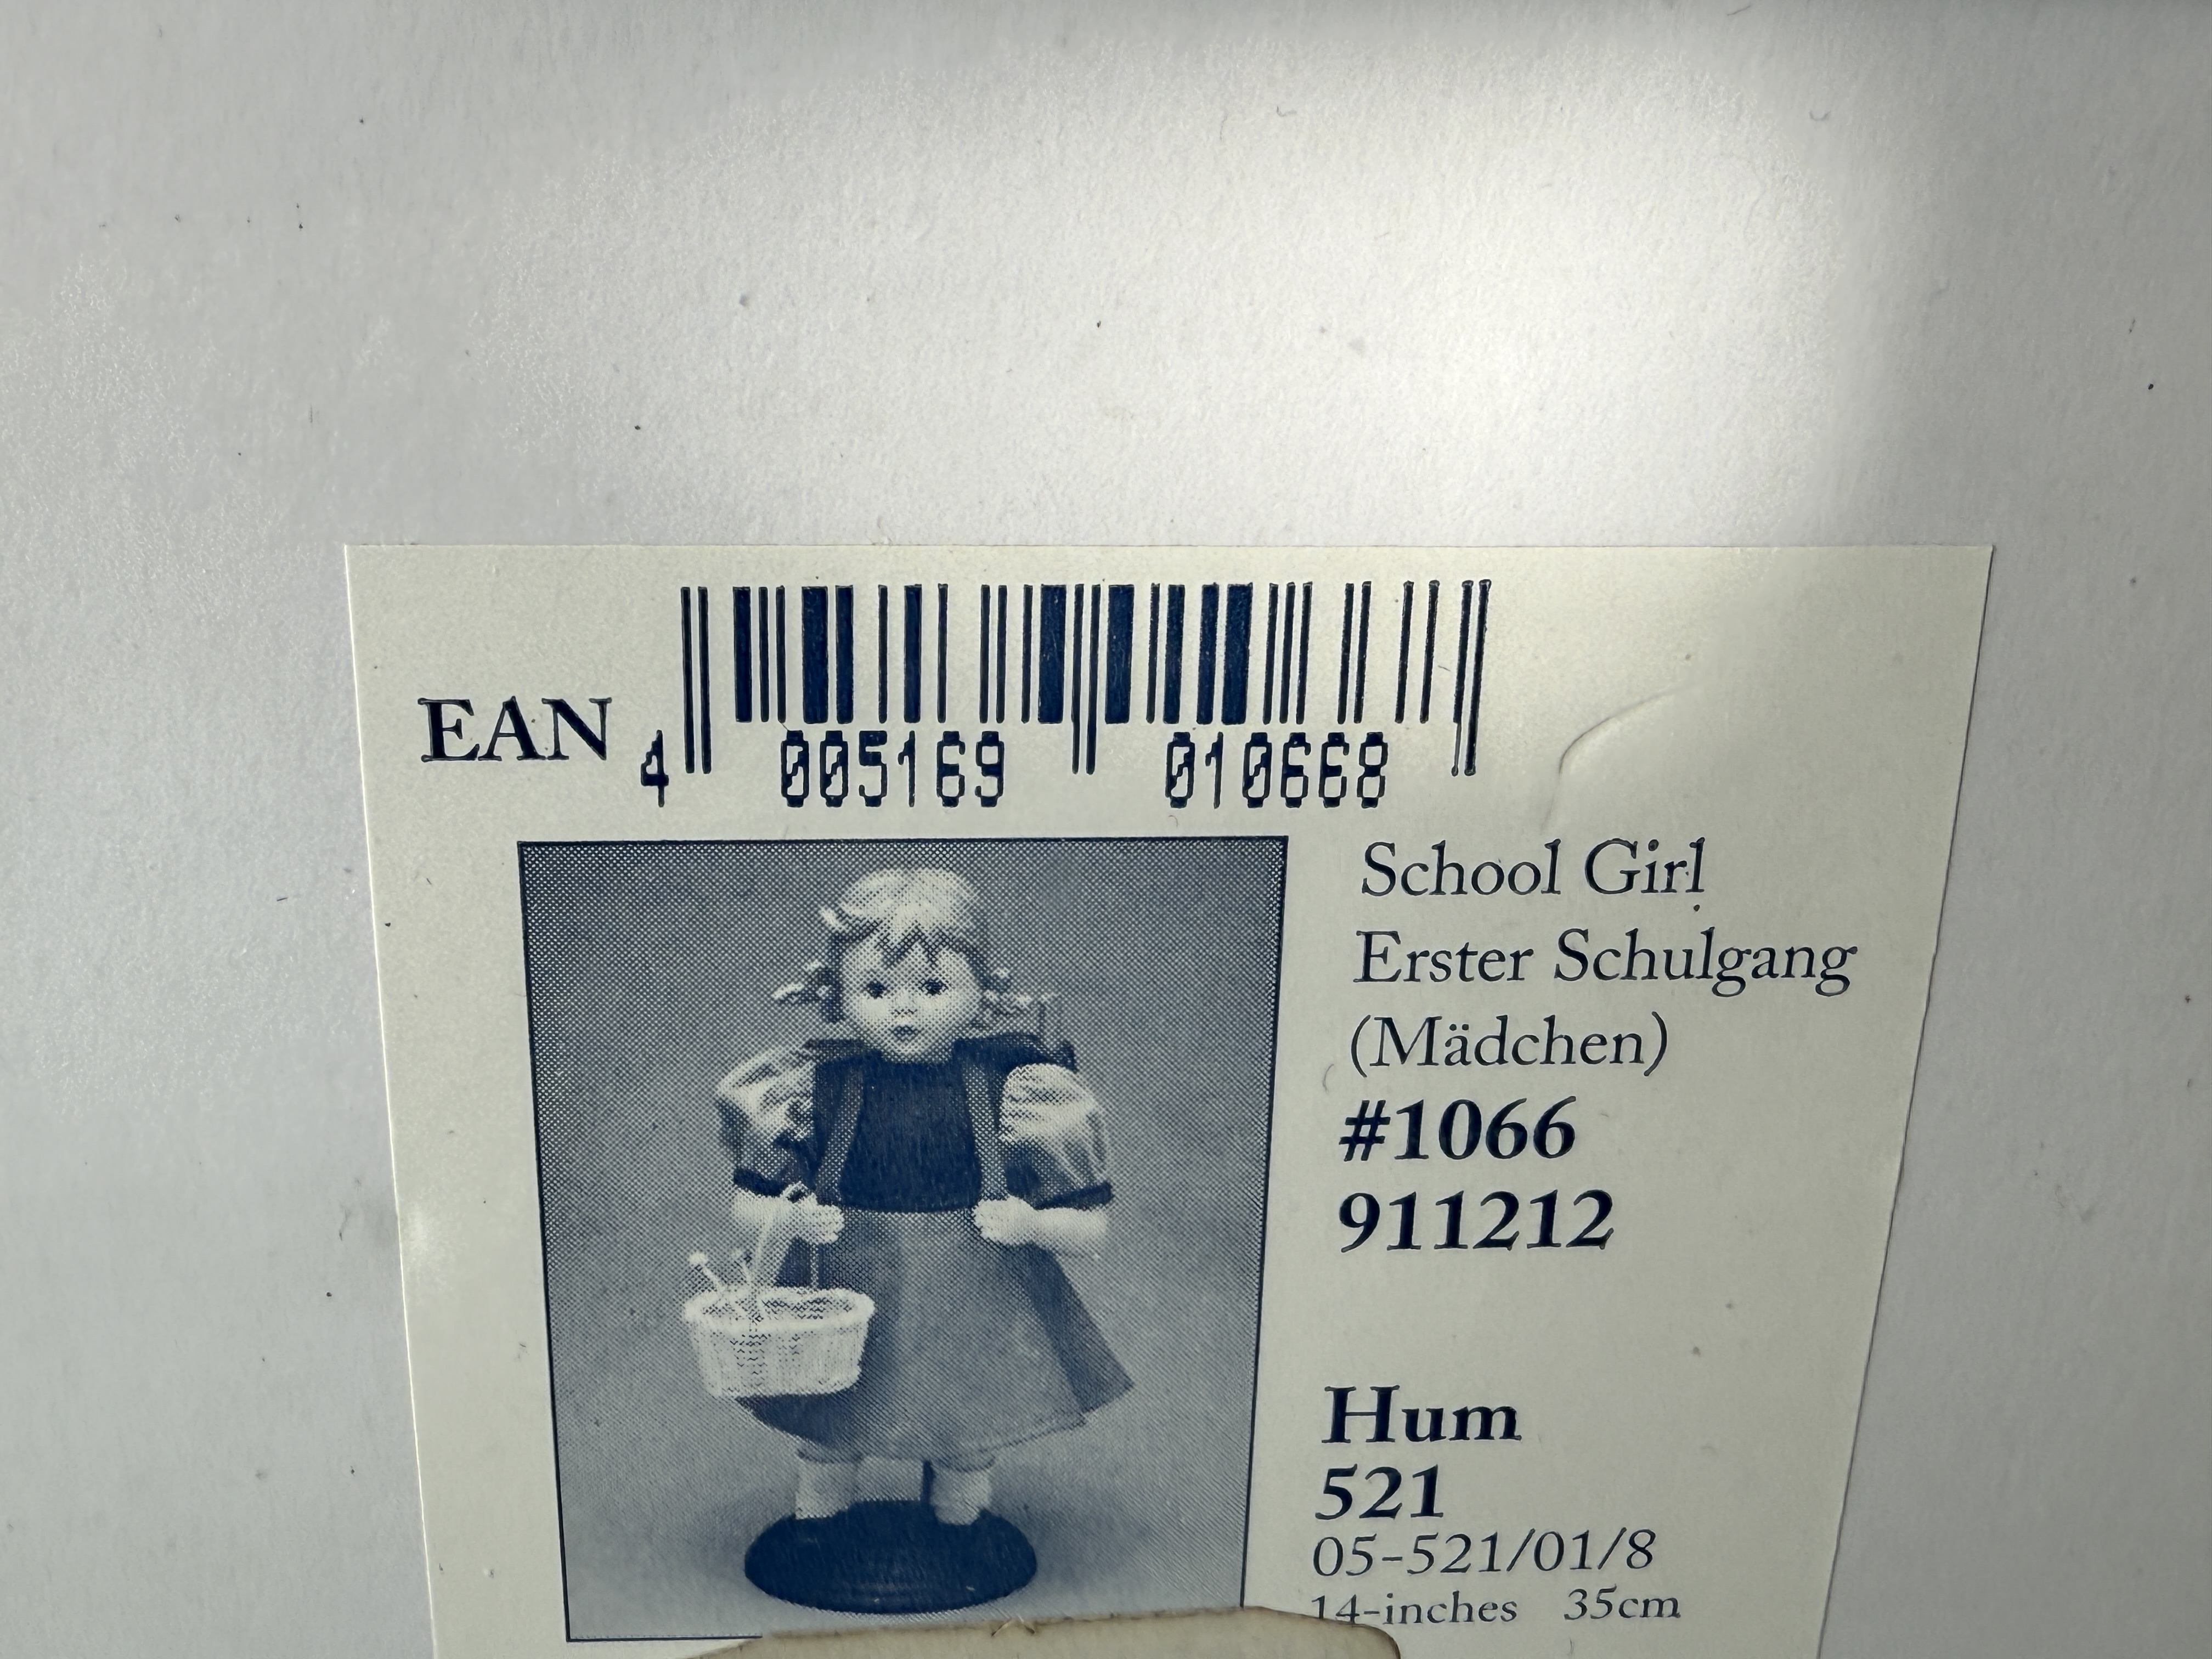 EAN 4 005169 010668
School Girl
Erster Schulgang
(Mädchen)
#1066
911212
Hum
521
05-521/01/8
14-inches 35cm